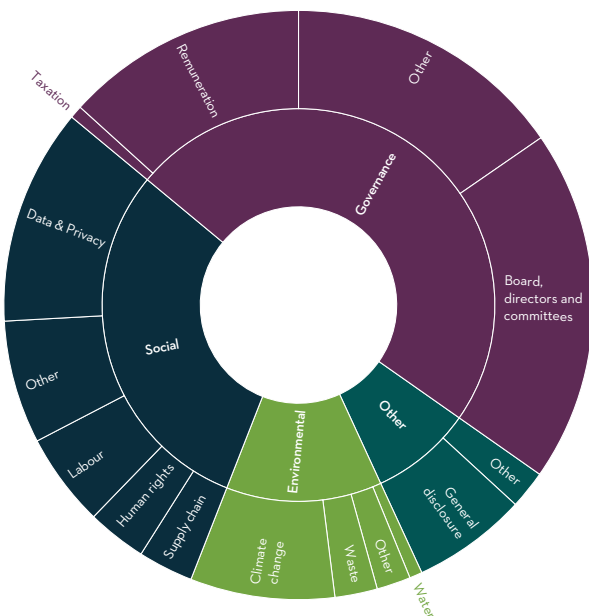 Taxation
Remuneration
Other
Governance
Board,
directors and
committees
Data & Privacy
Social
Other
Labour
Human rights
Supply chain
Environmental
Climate
change
Waste
Other
Water
Other
Other
General
disclosure